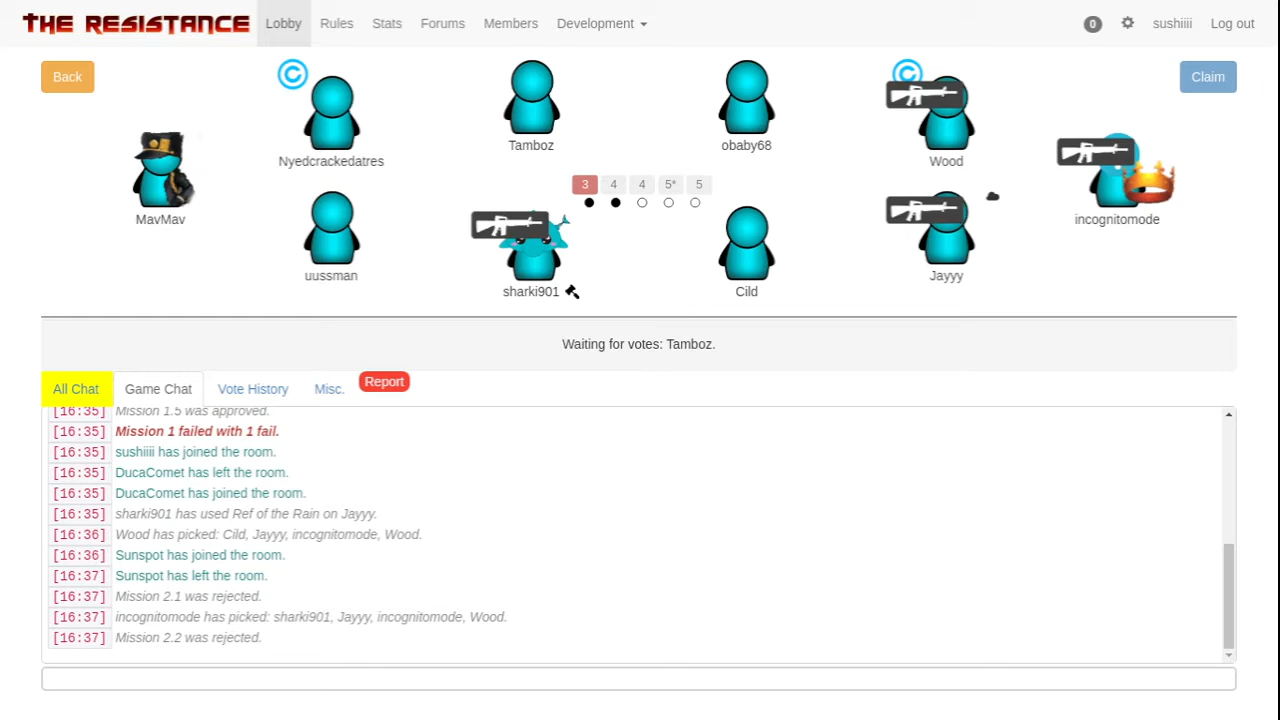 THE RESISTANCE Lobby Rules Stats Forums Members Development 0 sushiiii Log out
Back Claim
Nyedcrackedatres Tamboz obaby68 Wood
MavMav incognitomode
3 4 4 5* 5
uussman sharki901 Cild Jayyy
Waiting for votes: Tamboz.
All Chat Game Chat Vote History Misc. Report
[16:35] Mission 1.5 was approved.
[16:35] Mission 1 failed with 1 fail.
[16:35] sushiiii has joined the room.
[16:35] DucaComet has left the room.
[16:35] DucaComet has joined the room.
[16:35] sharki901 has used Ref of the Rain on Jayyy.
[16:36] Wood has picked: Cild, Jayyy, incognitomode, Wood.
[16:36] Sunspot has joined the room.
[16:37] Sunspot has left the room.
[16:37] Mission 2.1 was rejected.
[16:37] incognitomode has picked: sharki901, Jayyy, incognitomode, Wood.
[16:37] Mission 2.2 was rejected.